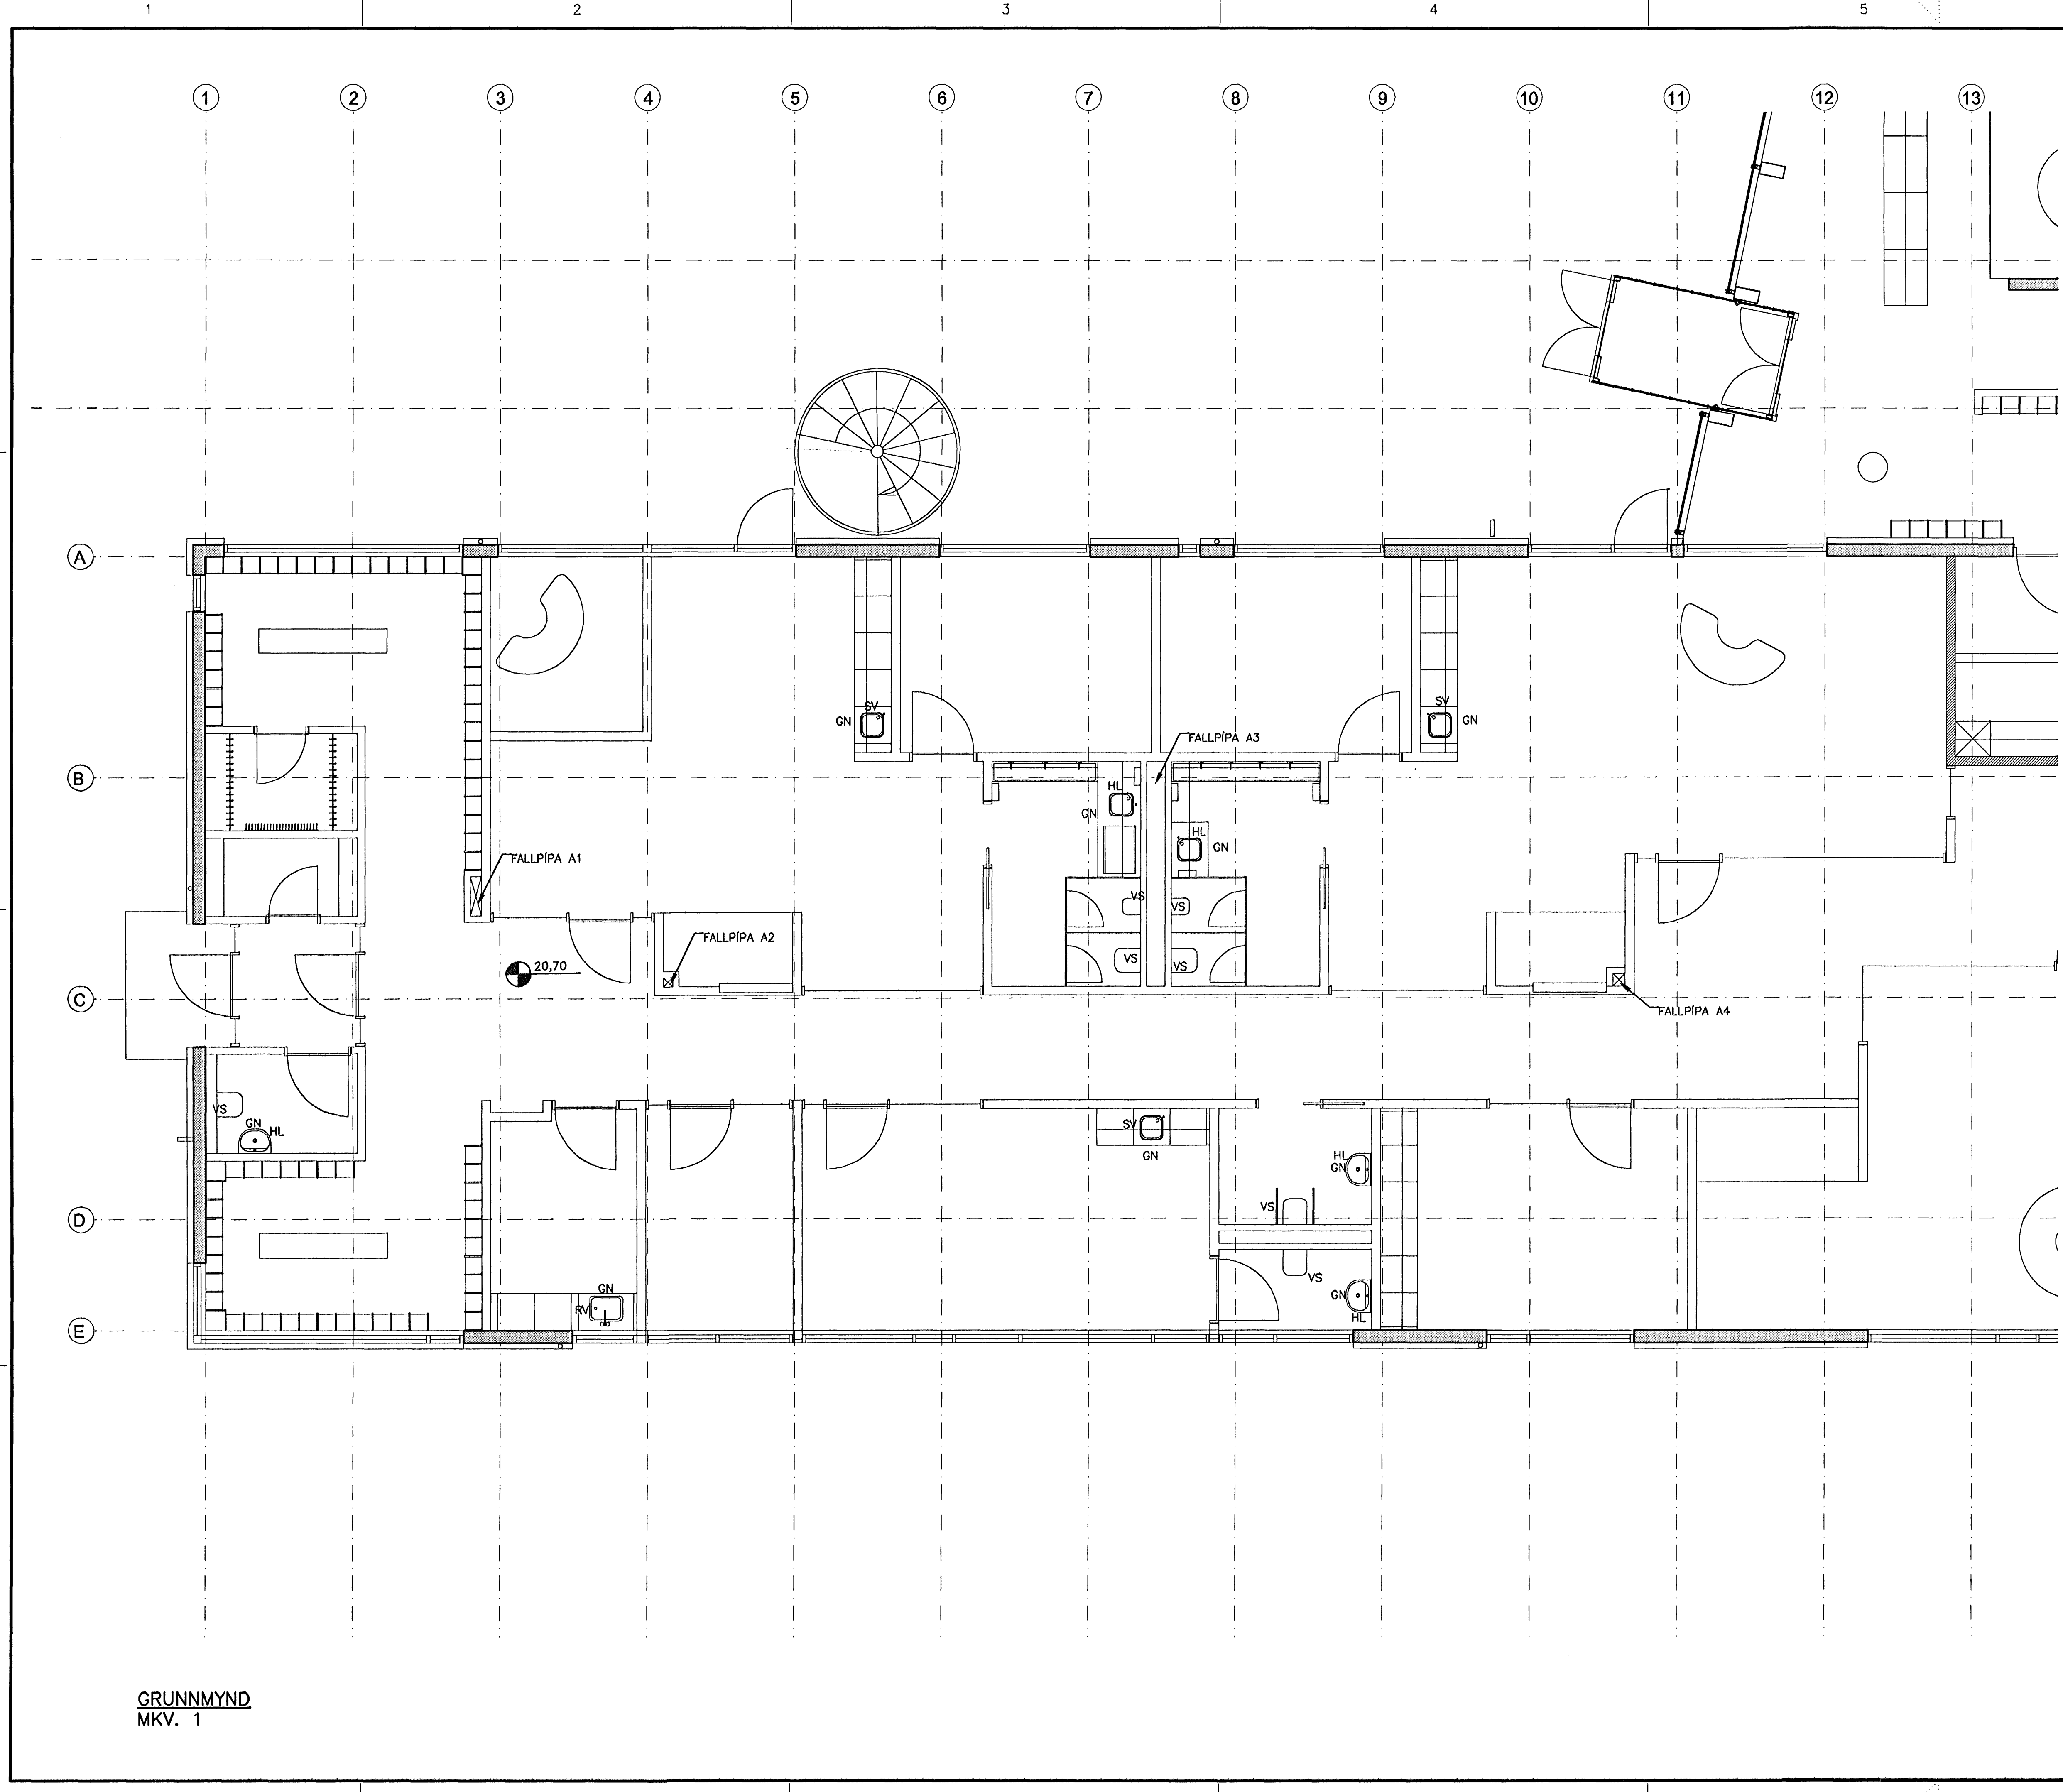 1 2 3 4 5
1 2 3 4 5 6 7 8 9 10 11 12 13
A
SV SV
GN GN
FALLPÍPA A3
B
HL
GN
HL
GN
FALLPÍPA A1
VS
VS
FALLPÍPA A2
VS VS
20,70
C
FALLPÍPA A4
VS
GN
HL
SV
GN
HL
GN
VS
D
VS
GN
RV
GN
HL
E
GRUNNMYND
MKV. 1